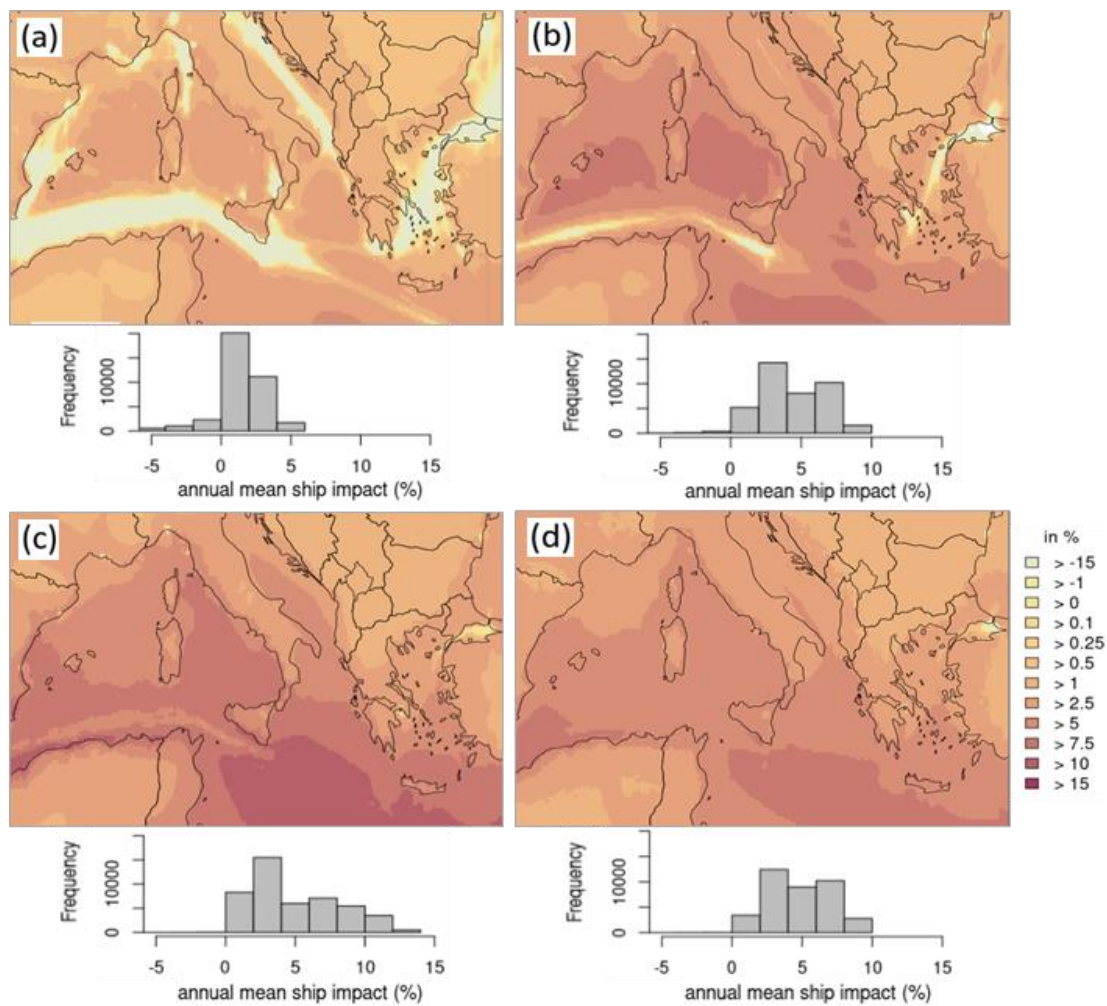 (a)
(b)
Frequency
0 10000
-5 0 5 10 15
annual mean ship impact (%)
Frequency
0 10000
-5 0 5 10 15
annual mean ship impact (%)
(c)
(d)
in %
> -15
> -1
> 0
> 0.1
> 0.25
> 0.5
> 1
> 2.5
> 5
> 7.5
> 10
> 15
Frequency
0 10000
-5 0 5 10 15
annual mean ship impact (%)
Frequency
0 10000
-5 0 5 10 15
annual mean ship impact (%)